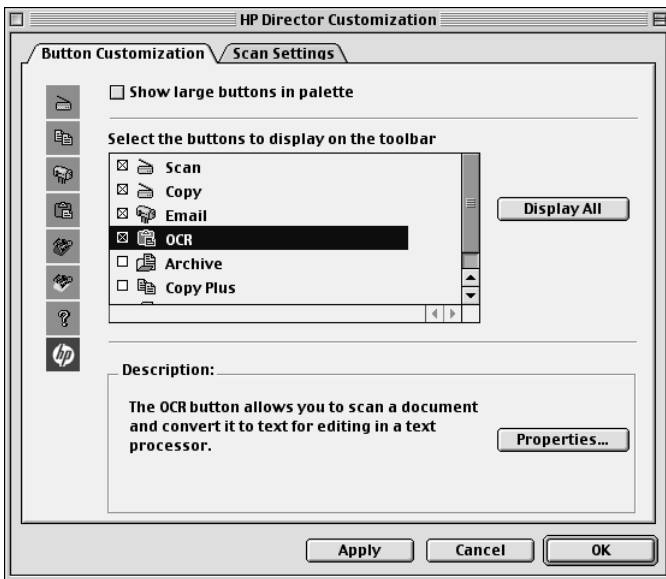 HP Director Customization
Button Customization
Scan Settings
Show large buttons in palette
Select the buttons to display on the toolbar
Scan
Copy
Email
OCR
Archive
Copy Plus
Display All
?
hp
Description:
The OCR button allows you to scan a document
and convert it to text for editing in a text
processor.
Properties...
Apply
Cancel
OK